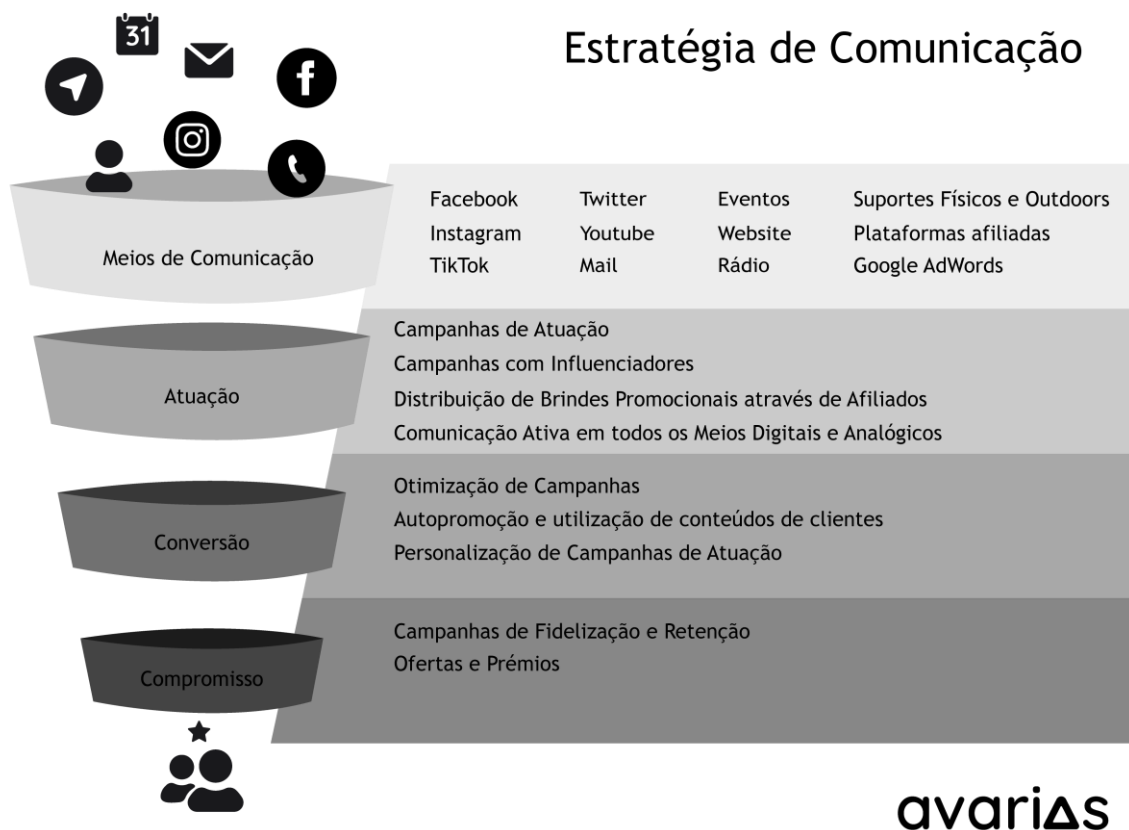 31
Estratégia de Comunicação
Meios de Comunicação
Facebook Twitter Eventos Suportes Físicos e Outdoors
Instagram Youtube Website Plataformas afiliadas
TikTok Mail Rádio Google AdWords
Atuação
Campanhas de Atuação
Campanhas com Influenciadores
Distribuição de Brindes Promocionais através de Afiliados
Comunicação Ativa em todos os Meios Digitais e Analógicos
Conversão
Otimização de Campanhas
Autopromoção e utilização de conteúdos de clientes
Personalização de Campanhas de Atuação
Compromisso
Campanhas de Fidelização e Retenção
Ofertas e Prémios
avarias